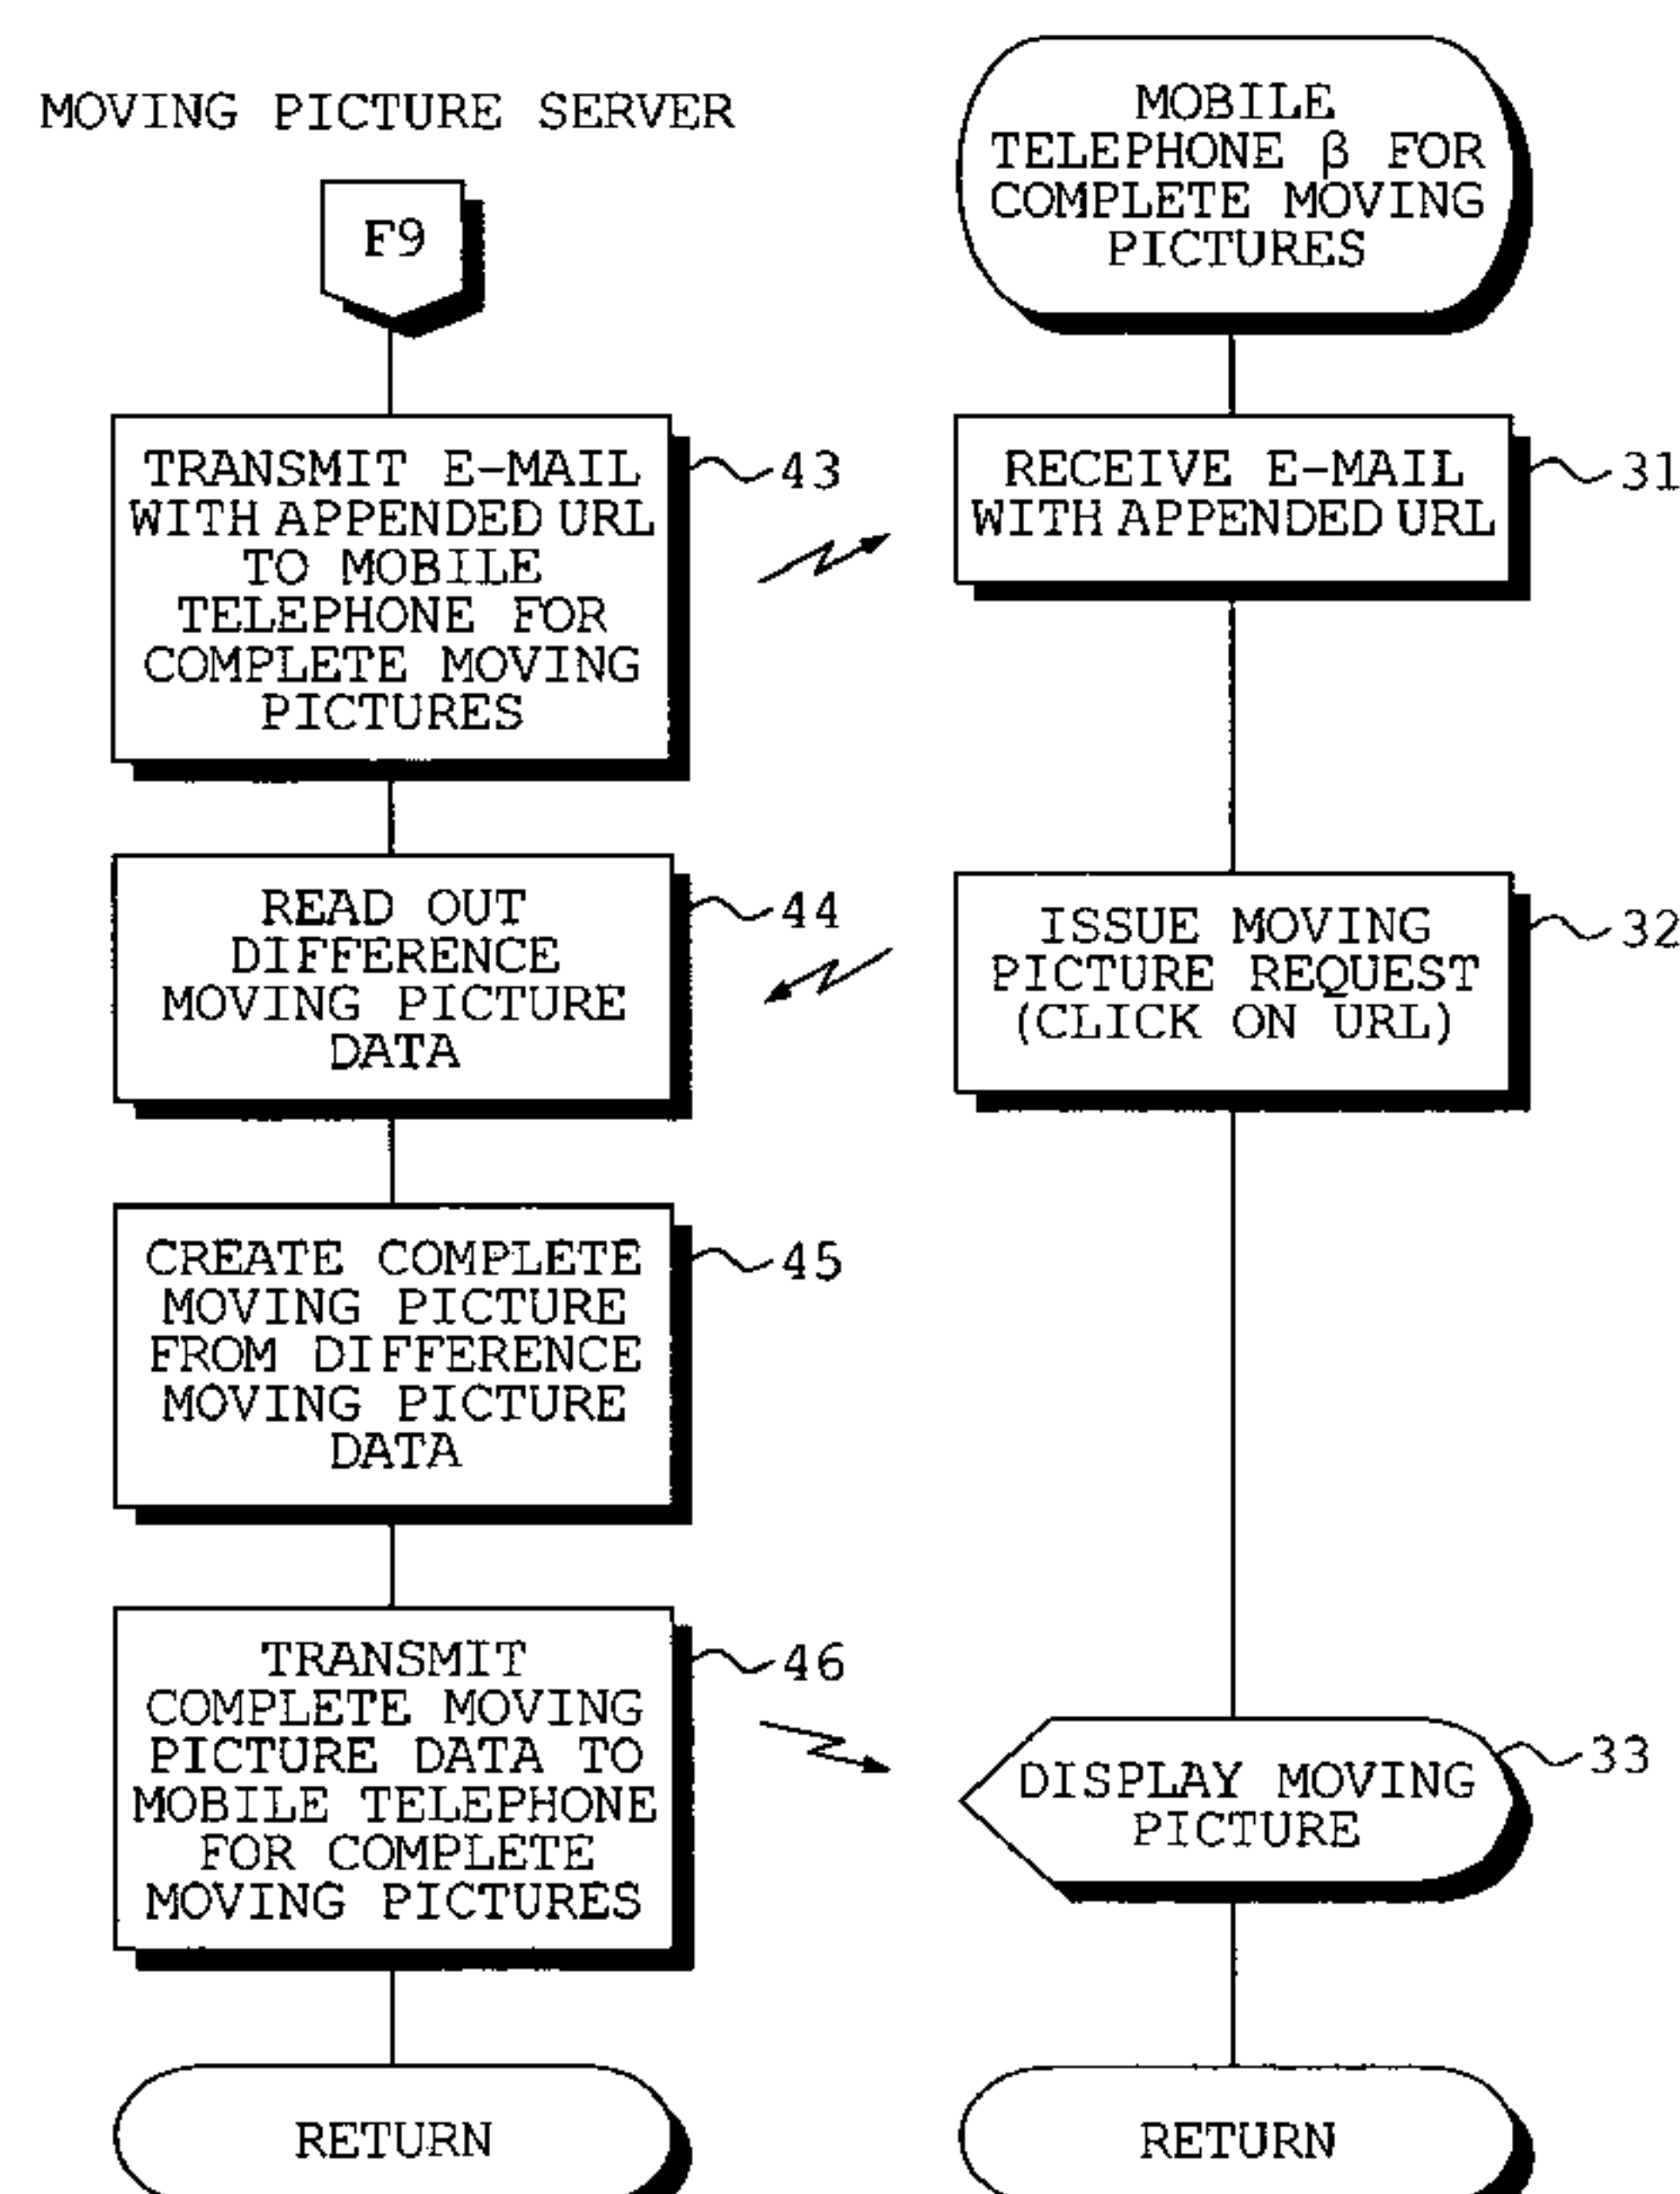 MOVING PICTURE SERVER
F9
TRANSMIT E-MAIL
WITH APPENDED URL
TO MOBILE
TELEPHONE FOR
COMPLETE MOVING
PICTURES
43
READ OUT
DIFFERENCE
MOVING PICTURE
DATA
44
CREATE COMPLETE
MOVING PICTURE
FROM DIFFERENCE
MOVING PICTURE
DATA
45
TRANSMIT
COMPLETE MOVING
PICTURE DATA TO
MOBILE TELEPHONE
FOR COMPLETE
MOVING PICTURES
46
RETURN
MOBILE
TELEPHONE β FOR
COMPLETE MOVING
PICTURES
RECEIVE E-MAIL
WITH APPENDED URL
31
ISSUE MOVING
PICTURE REQUEST
(CLICK ON URL)
32
DISPLAY MOVING
PICTURE
33
RETURN